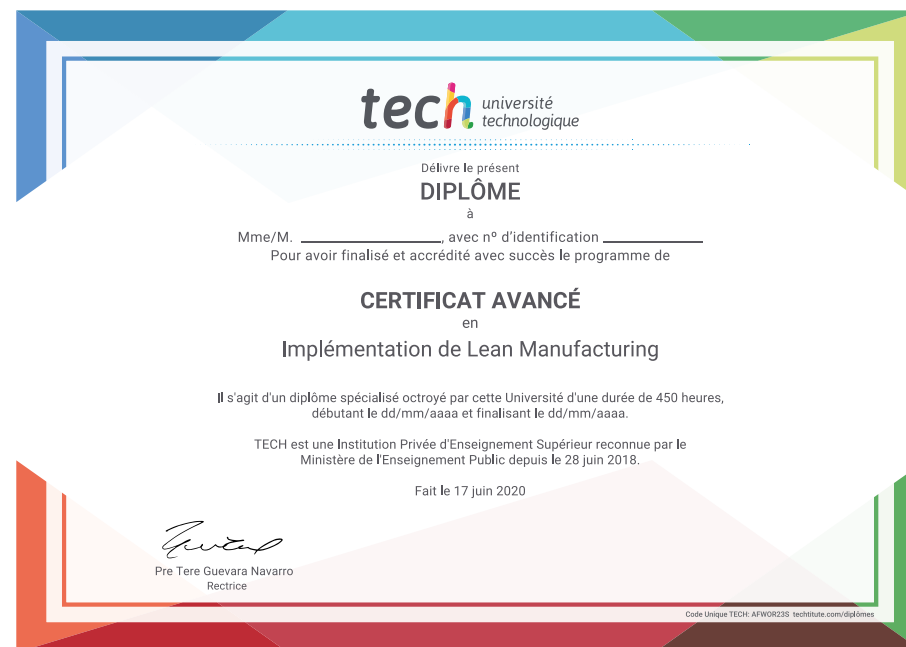 tech université
technologique
Délivre le présent
DIPLÔME
à
Mme/M. ____________________, avec nº d'identification ______________
Pour avoir finalisé et accrédité avec succès le programme de
CERTIFICAT AVANCÉ
en
Implémentation de Lean Manufacturing
Il s'agit d'un diplôme spécialisé octroyé par cette Université d'une durée de 450 heures,
débutant le dd/mm/aaaa et finalisant le dd/mm/aaaa.
TECH est une Institution Privée d'Enseignement Supérieur reconnue par le
Ministère de l'Enseignement Public depuis le 28 juin 2018.
Fait le 17 juin 2020
Pre Tere Guevara Navarro
Rectrice
Code Unique TECH: AFWOR23S techtitute.com/diplômes